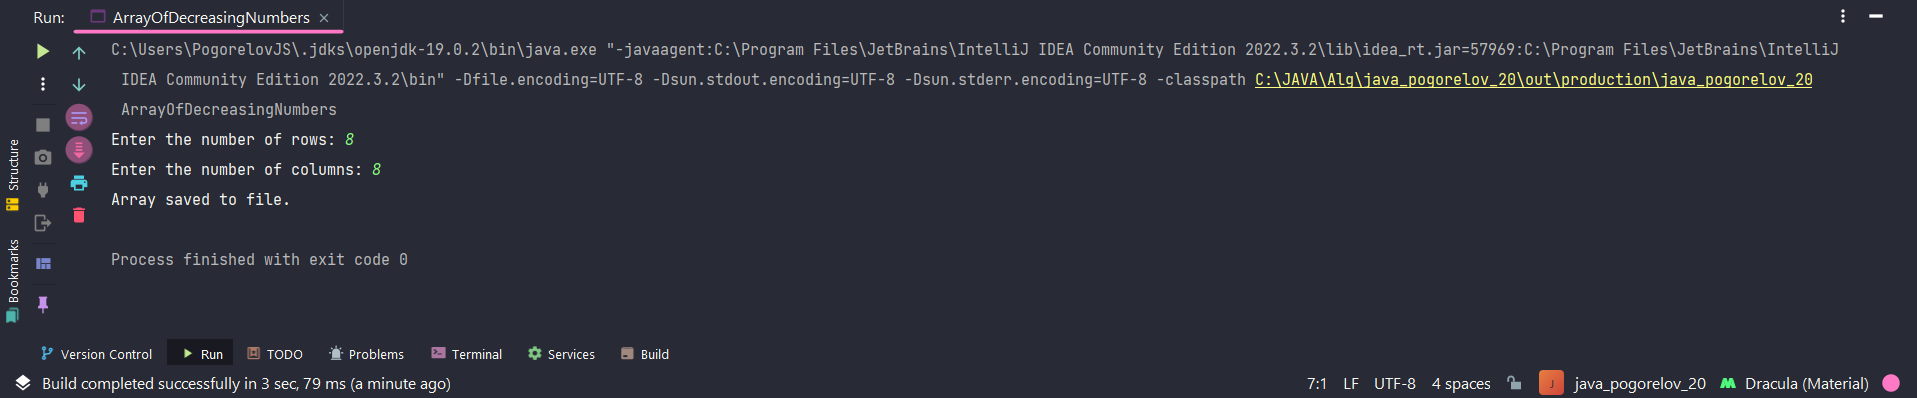 Run: ArrayOfDecreasingNumbers
C:\Users\PogorelovJS\.jdks\openjdk-19.0.2\bin\java.exe "-javaagent:C:\Program Files\JetBrains\IntelliJ IDEA Community Edition 2022.3.2\lib\idea_rt.jar=57969:C:\Program Files\JetBrains\IntelliJ
IDEA Community Edition 2022.3.2\bin" -Dfile.encoding=UTF-8 -Dsun.stdout.encoding=UTF-8 -Dsun.stderr.encoding=UTF-8 -classpath C:\JAVA\Alg\java_pogorelov_20\out\production\java_pogorelov_20
ArrayOfDecreasingNumbers
Enter the number of rows: 8
Enter the number of columns: 8
Array saved to file.
Process finished with exit code 0
Structure
Bookmarks
Version Control Run TODO Problems Terminal Services Build
Build completed successfully in 3 sec, 79 ms (a minute ago) 7:1 LF UTF-8 4 spaces J java_pogorelov_20 Dracula (Material)